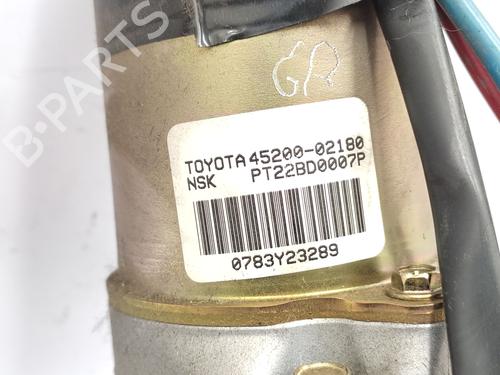 GR
TOYOTA 45200-02180
NSK PT22BD0007P
0783Y23289
B-PARTS